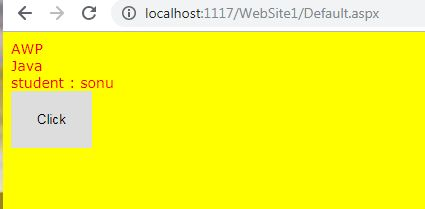 localhost:1117/WebSite1/Default.aspx
AWP
Java
student : sonu
Click